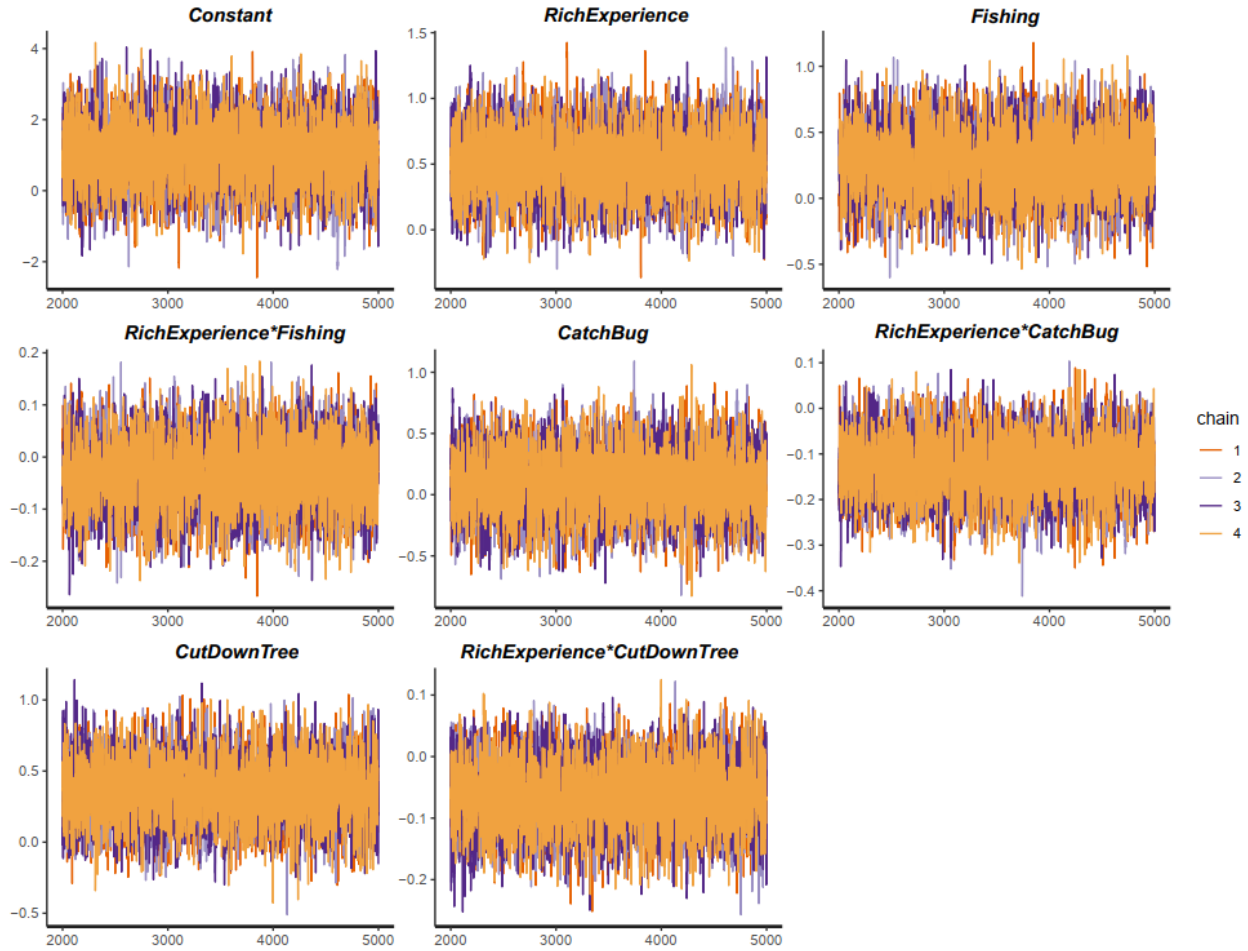 Constant
4
2
0
−2
2000 3000 4000 5000
RichExperience
1.5
1.0
0.5
0.0
2000 3000 4000 5000
Fishing
1.0
0.5
0.0
−0.5
2000 3000 4000 5000
RichExperience*Fishing
0.2
0.1
0.0
−0.1
−0.2
2000 3000 4000 5000
CatchBug
1.0
0.5
0.0
−0.5
2000 3000 4000 5000
RichExperience*CatchBug
0.1
0.0
−0.1
−0.2
−0.3
−0.4
2000 3000 4000 5000
chain
1
2
3
4
CutDownTree
1.0
0.5
0.0
−0.5
2000 3000 4000 5000
RichExperience*CutDownTree
0.1
0.0
−0.1
−0.2
2000 3000 4000 5000